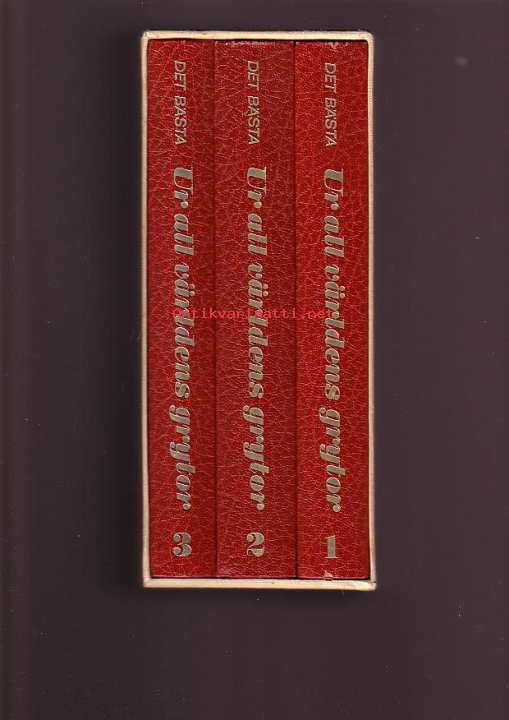 DET BÄSTA Ur all världens grytor 3
DET BÄSTA Ur all världens grytor 2
DET BÄSTA Ur all världens grytor 1
antikvariaatti.net